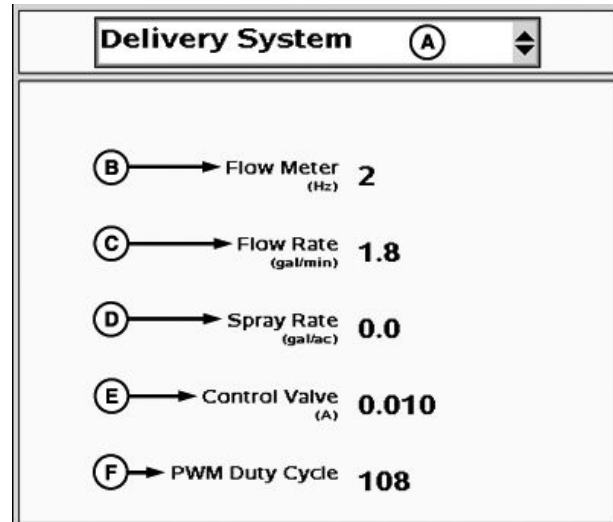 Delivery System A
B Flow Meter 2
(Hz)
C Flow Rate 1.8
(gal/min)
D Spray Rate 0.0
(gal/ac)
E Control Valve 0.010
(A)
F PWM Duty Cycle 108